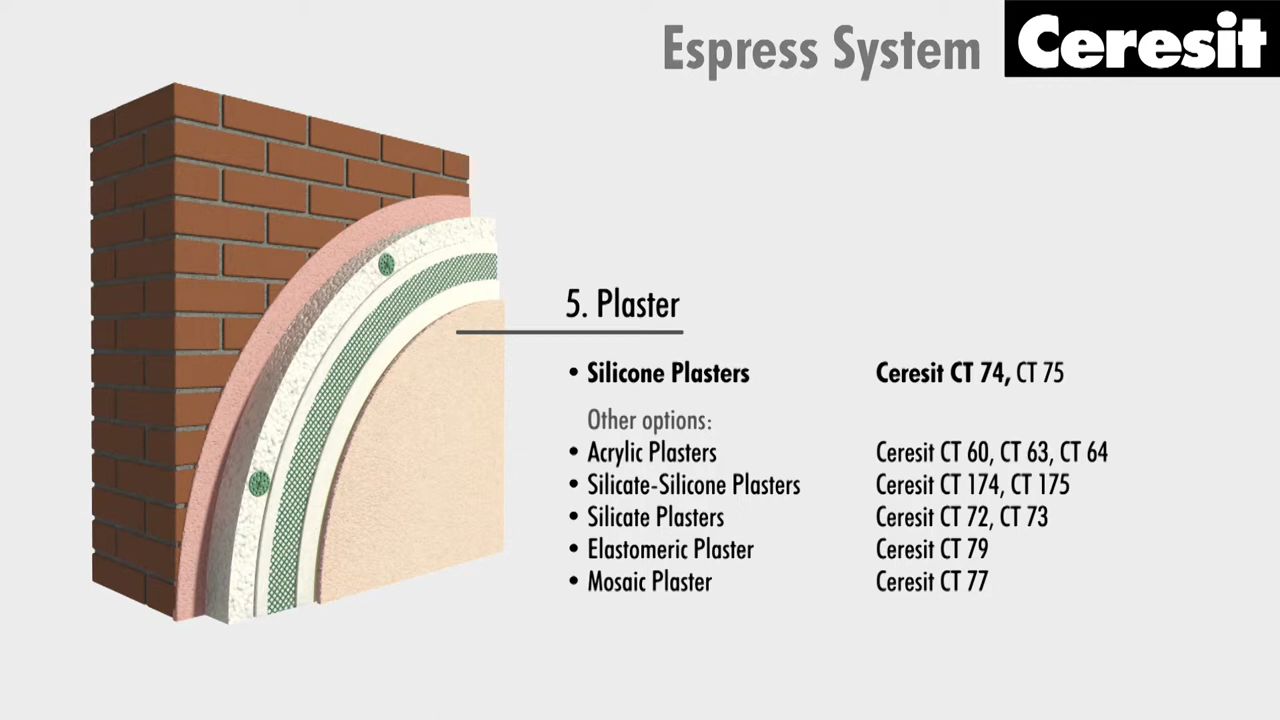 Espress System
Ceresit
5. Plaster
• Silicone Plasters Ceresit CT 74, CT 75
Other options:
• Acrylic Plasters Ceresit CT 60, CT 63, CT 64
• Silicate-Silicone Plasters Ceresit CT 174, CT 175
• Silicate Plasters Ceresit CT 72, CT 73
• Elastomeric Plaster Ceresit CT 79
• Mosaic Plaster Ceresit CT 77